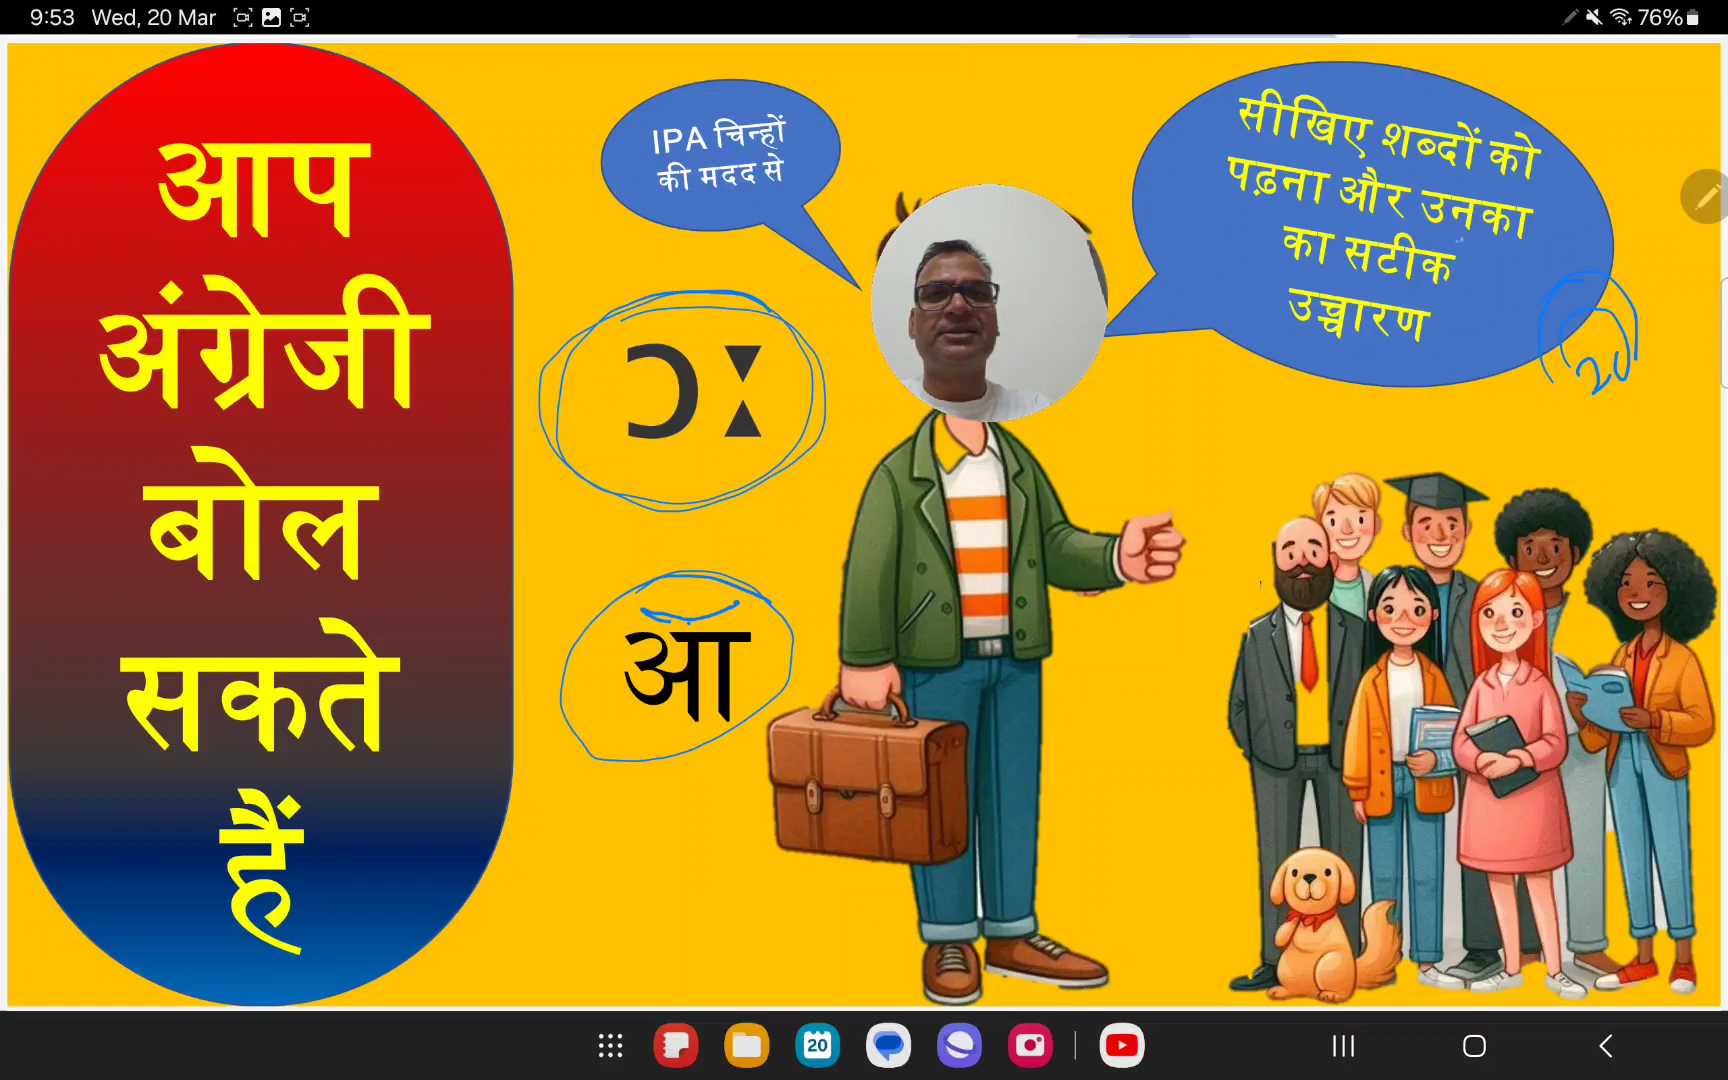 9:53 Wed, 20 Mar
76%
आप
अंग्रेजी
बोल
सकते
हैं
IPA चिन्हों
की मदद से
सीखिए शब्दों को
पढ़ना और उनका
का सटीक
उच्चारण
20
ɔː
आ
20